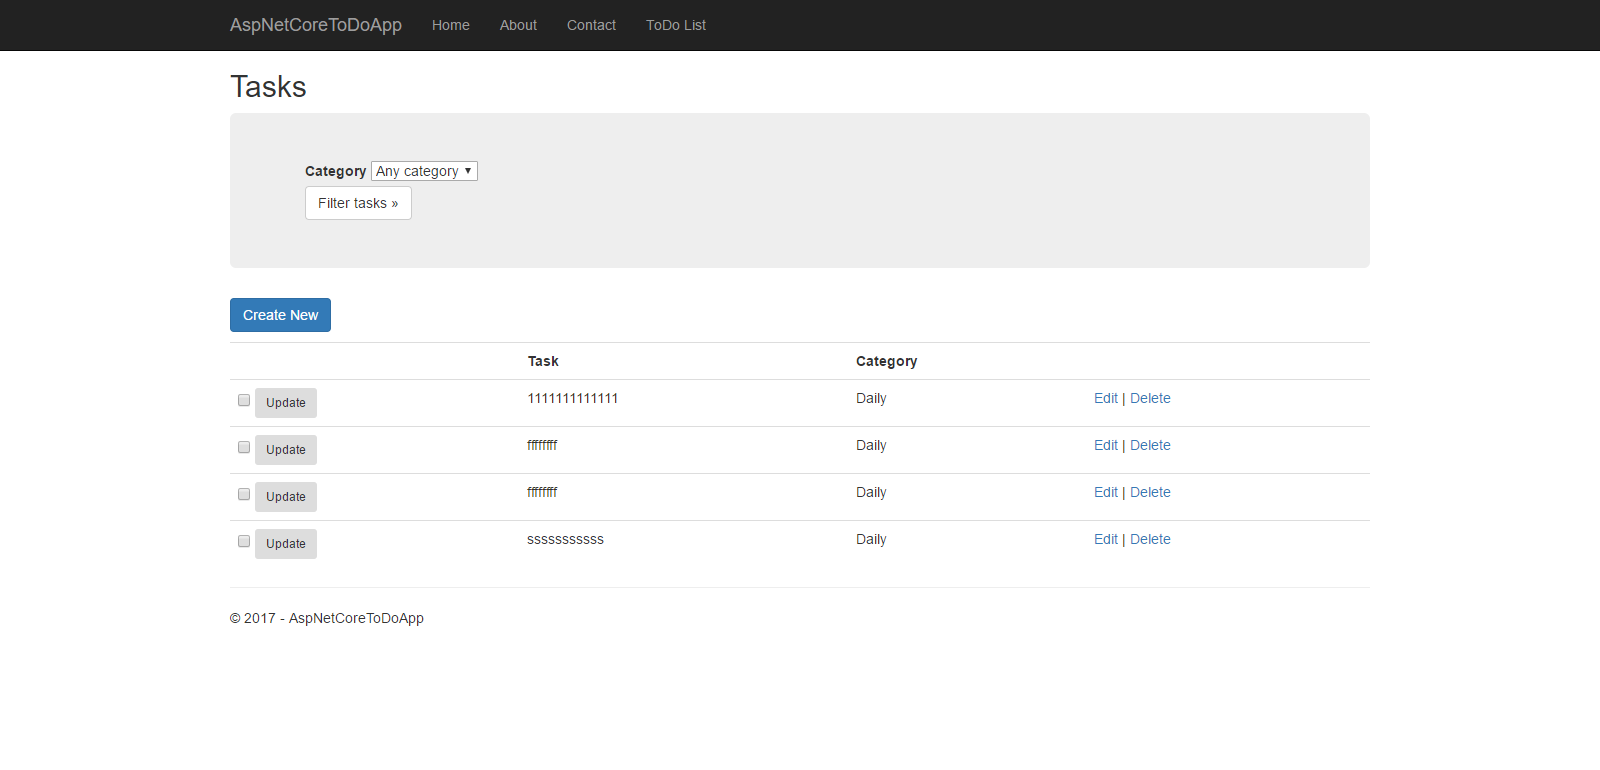 AspNetCoreToDoApp Home About Contact ToDo List
Tasks
Category Any category
Filter tasks »
Create New
Task Category
Update 1111111111111 Daily Edit | Delete
Update ffffffff Daily Edit | Delete
Update ffffffff Daily Edit | Delete
Update sssssssssss Daily Edit | Delete
© 2017 - AspNetCoreToDoApp